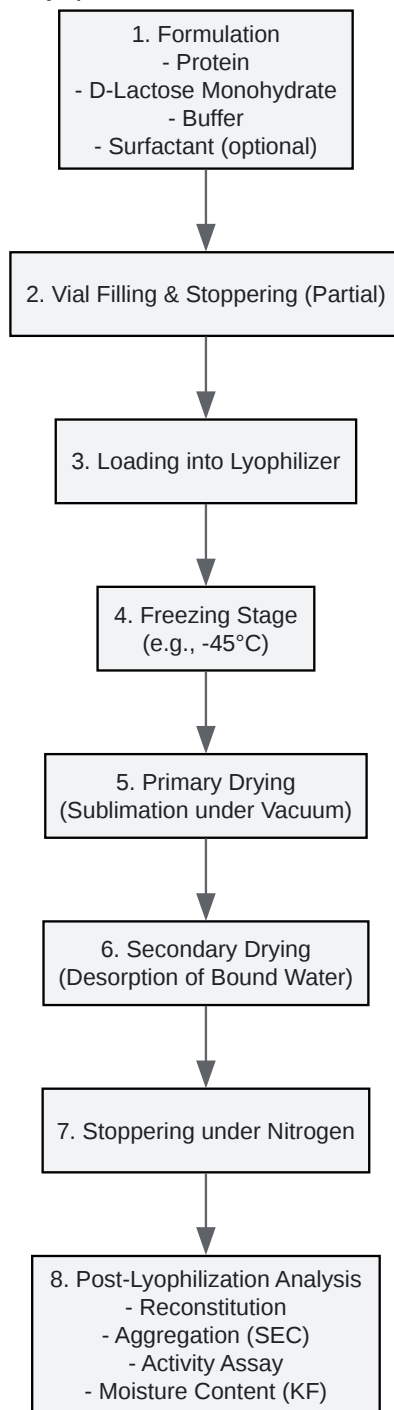 1. Formulation
- Protein
- D-Lactose Monohydrate
- Buffer
- Surfactant (optional)
2. Vial Filling & Stoppering (Partial)
3. Loading into Lyophilizer
4. Freezing Stage
(e.g., -45°C)
5. Primary Drying
(Sublimation under Vacuum)
6. Secondary Drying
(Desorption of Bound Water)
7. Stoppering under Nitrogen
8. Post-Lyophilization Analysis
- Reconstitution
- Aggregation (SEC)
- Activity Assay
- Moisture Content (KF)